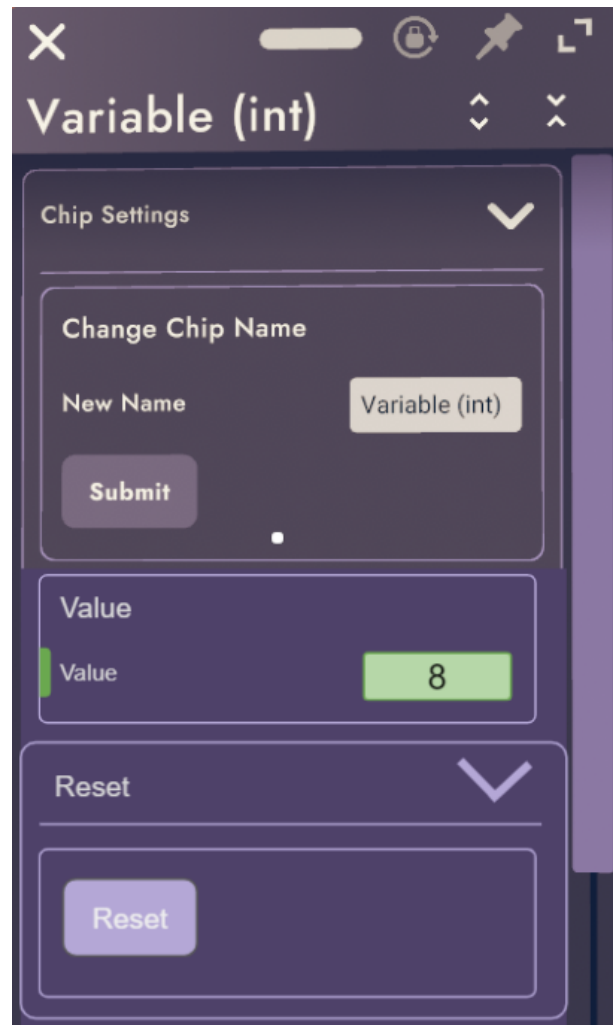 Variable (int)
Chip Settings
Change Chip Name
New Name
Variable (int)
Submit
Value
Value
8
Reset
Reset